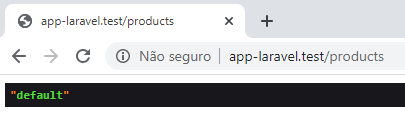 app-laravel.test/products
Não seguro
app-laravel.test/products
"default"